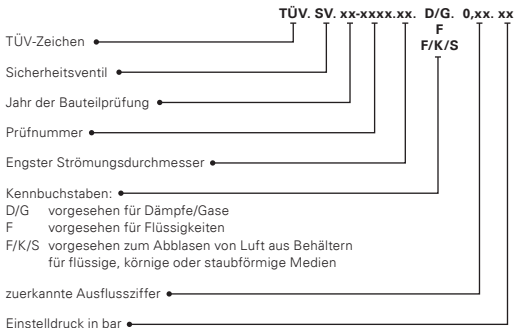 TÜV. SV. xx-xxxx.xx. D/G. 0,xx. xx
F
F/K/S
TÜV-Zeichen
Sicherheitsventil
Jahr der Bauteilprüfung
Prüfnummer
Engster Strömungsdurchmesser
Kennbuchstaben:
D/G vorgesehen für Dämpfe/Gase
F vorgesehen für Flüssigkeiten
F/K/S vorgesehen zum Abblasen von Luft aus Behältern
für flüssige, körnige oder staubförmige Medien
zuerkannte Ausflussziffer
Einstelldruck in bar